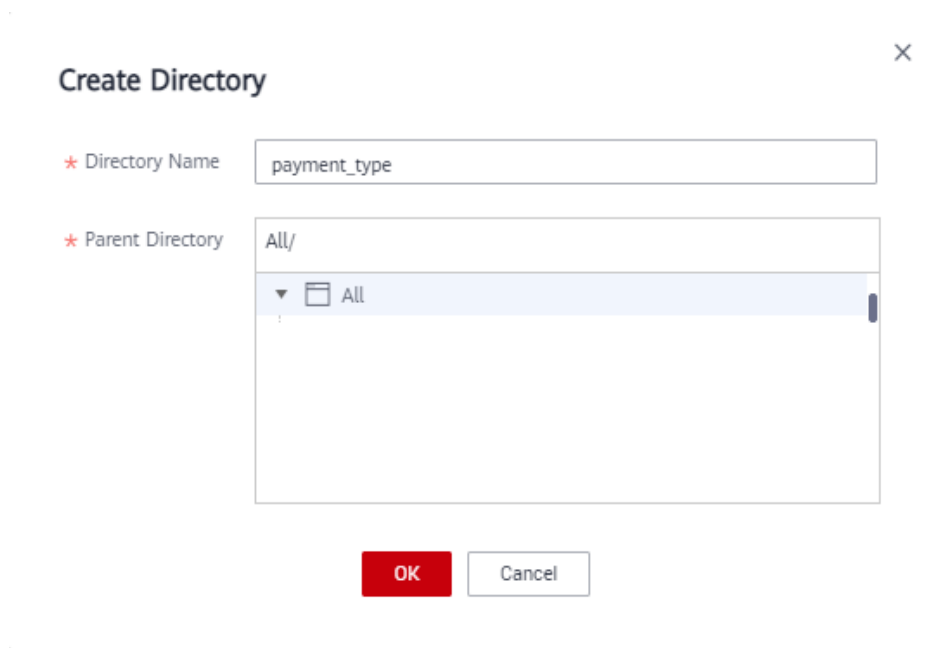 Create Directory
* Directory Name payment_type
* Parent Directory All/
All
OK Cancel